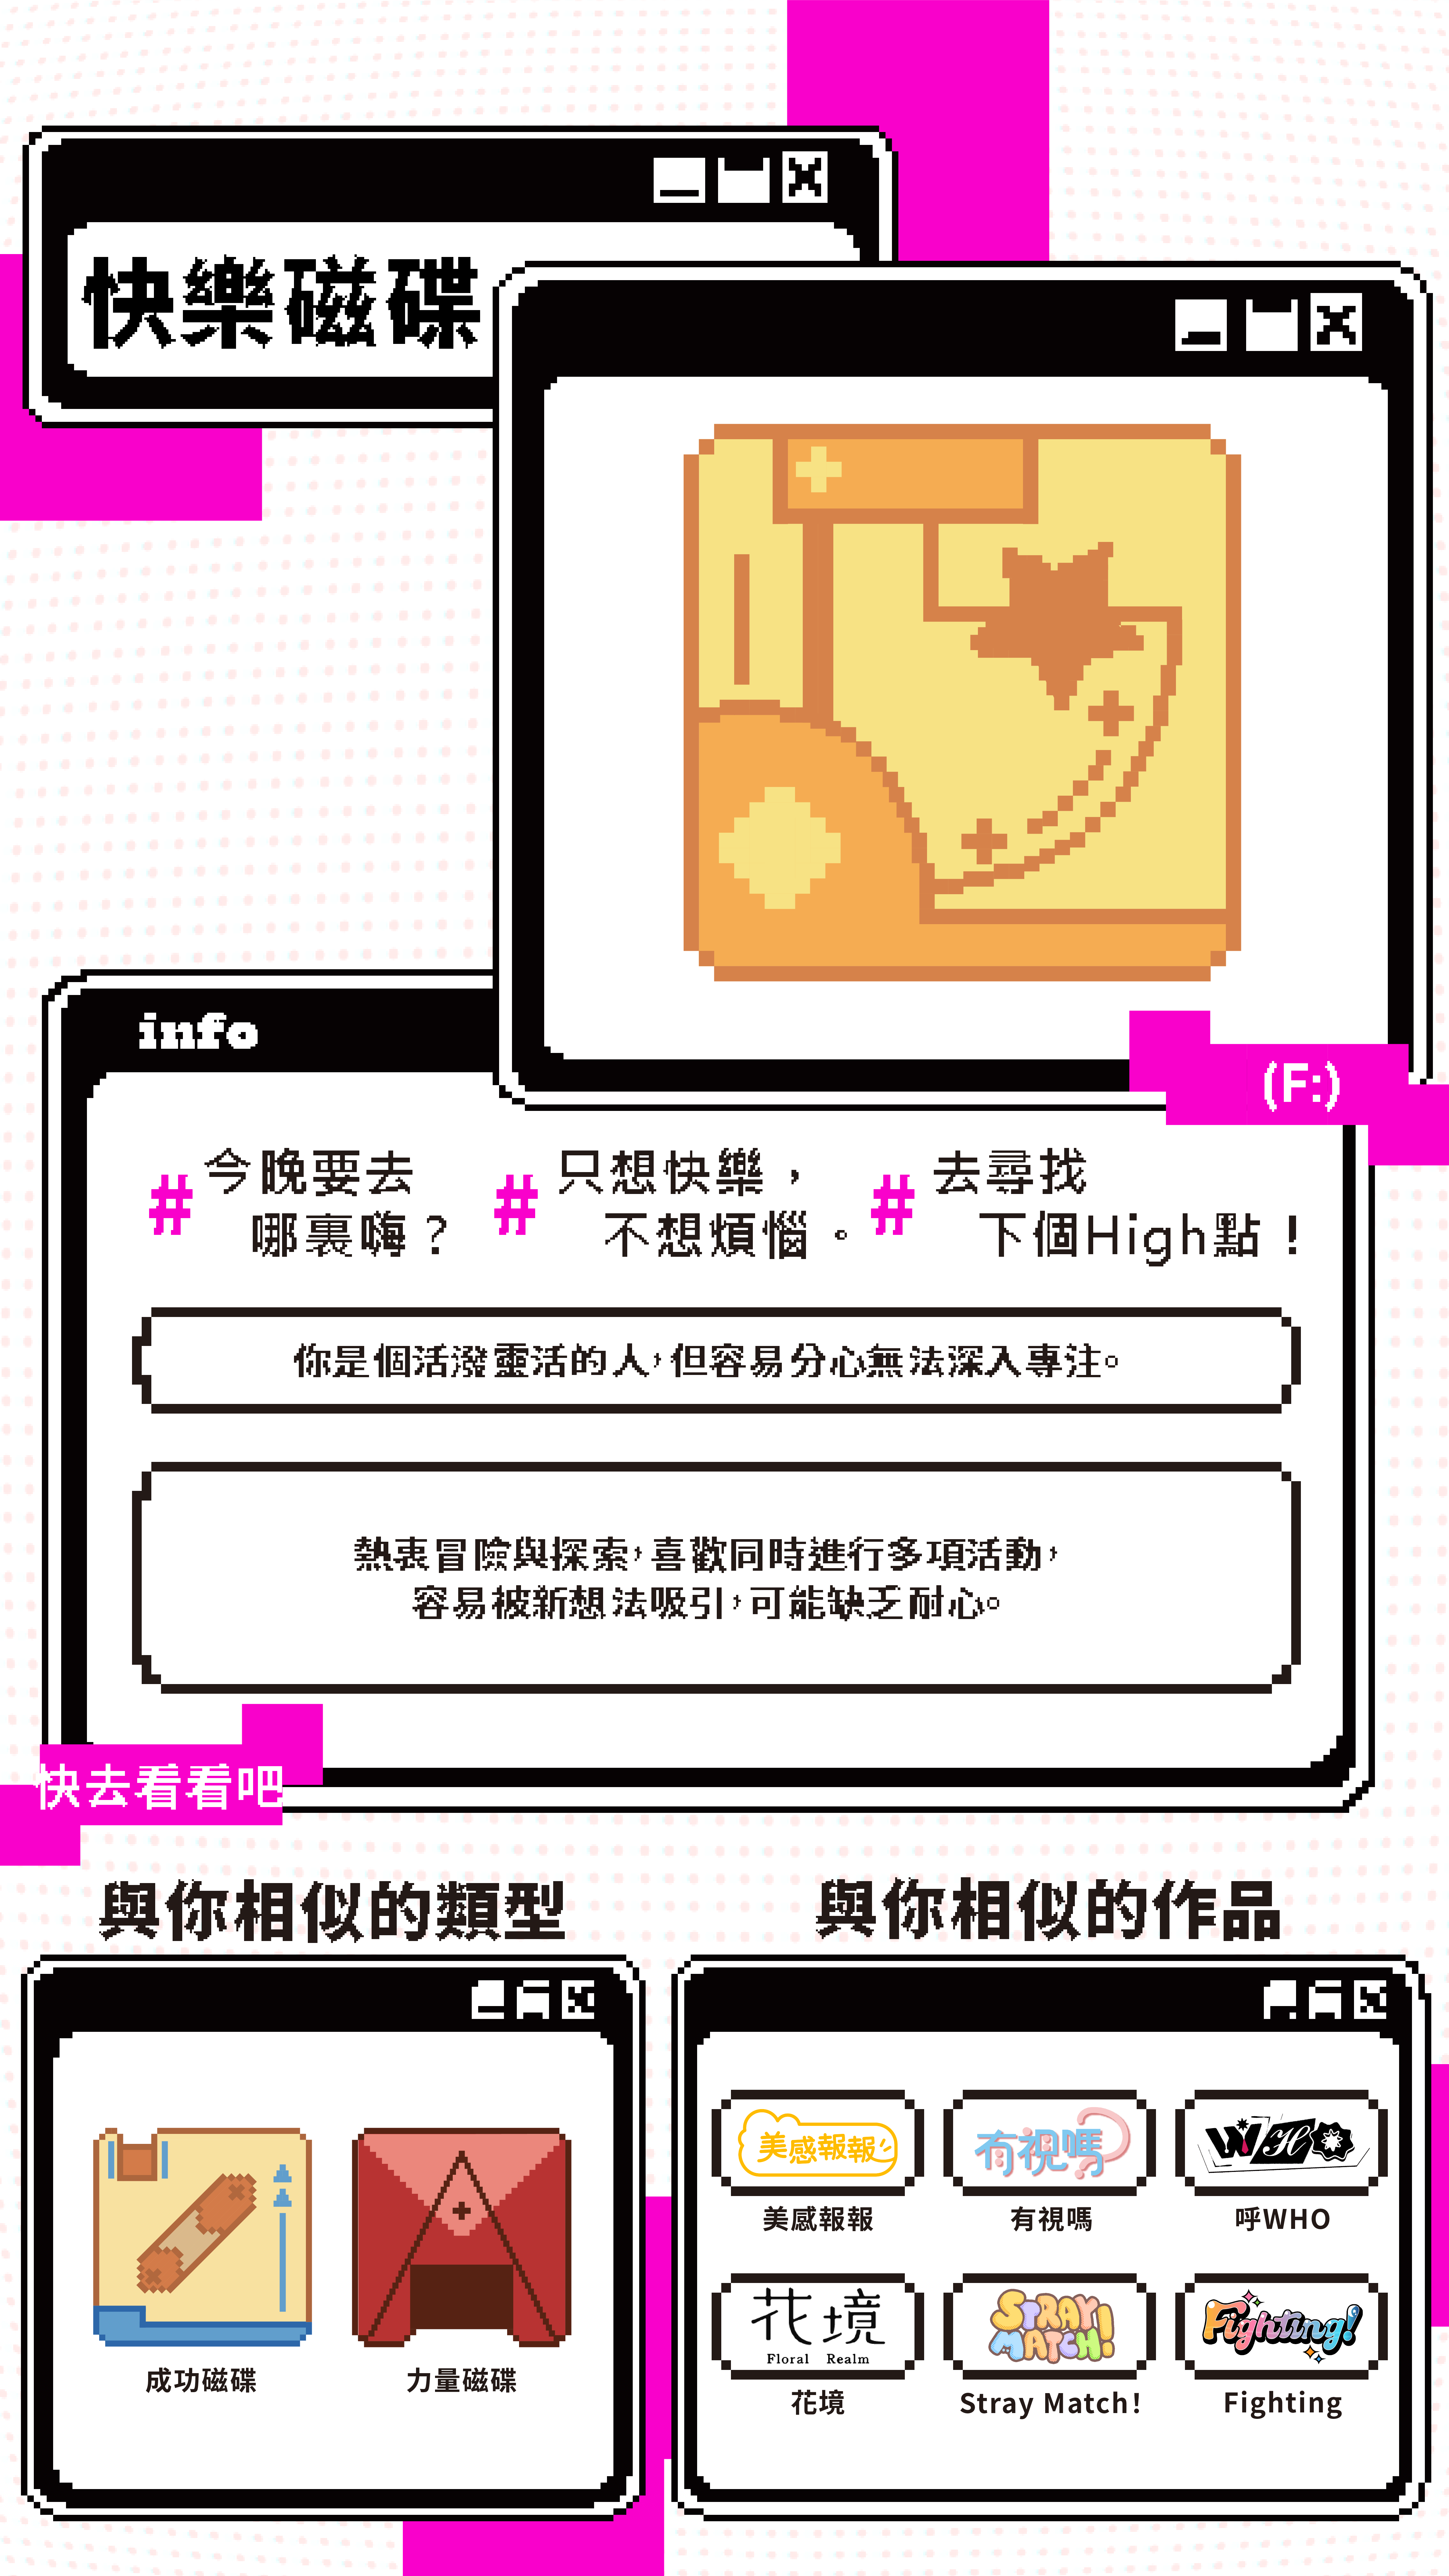 快樂磁碟
info
(F:)
# 今晚要去
哪裏嗨？
# 只想快樂，
不想煩惱。
# 去尋找
下個High點！
你是個活潑靈活的人，但容易分心無法深入專注。
熱衷冒險與探索，喜歡同時進行多項活動，
容易被新想法吸引，可能缺乏耐心。
快去看看吧
與你相似的類型
成功磁碟
力量磁碟
與你相似的作品
美感報報
美感報報
有視嗎
有視嗎
WHO
呼WHO
花境
Floral Realm
花境
STRAY
MATCH!
Stray Match!
Fighting!
Fighting